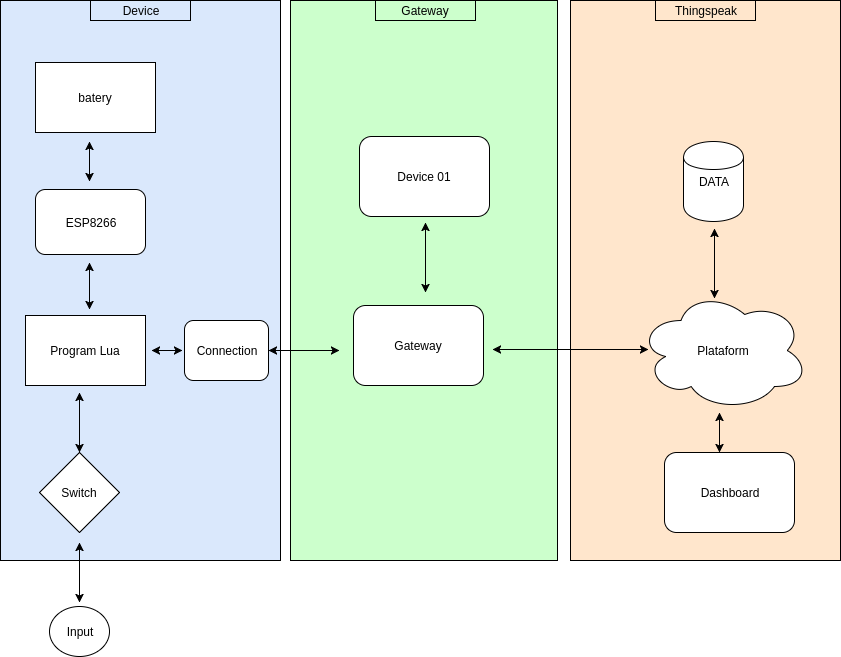 Device
Gateway
Thingspeak
batery
ESP8266
Program Lua
Connection
Switch
Input
Device 01
Gateway
DATA
Plataform
Dashboard